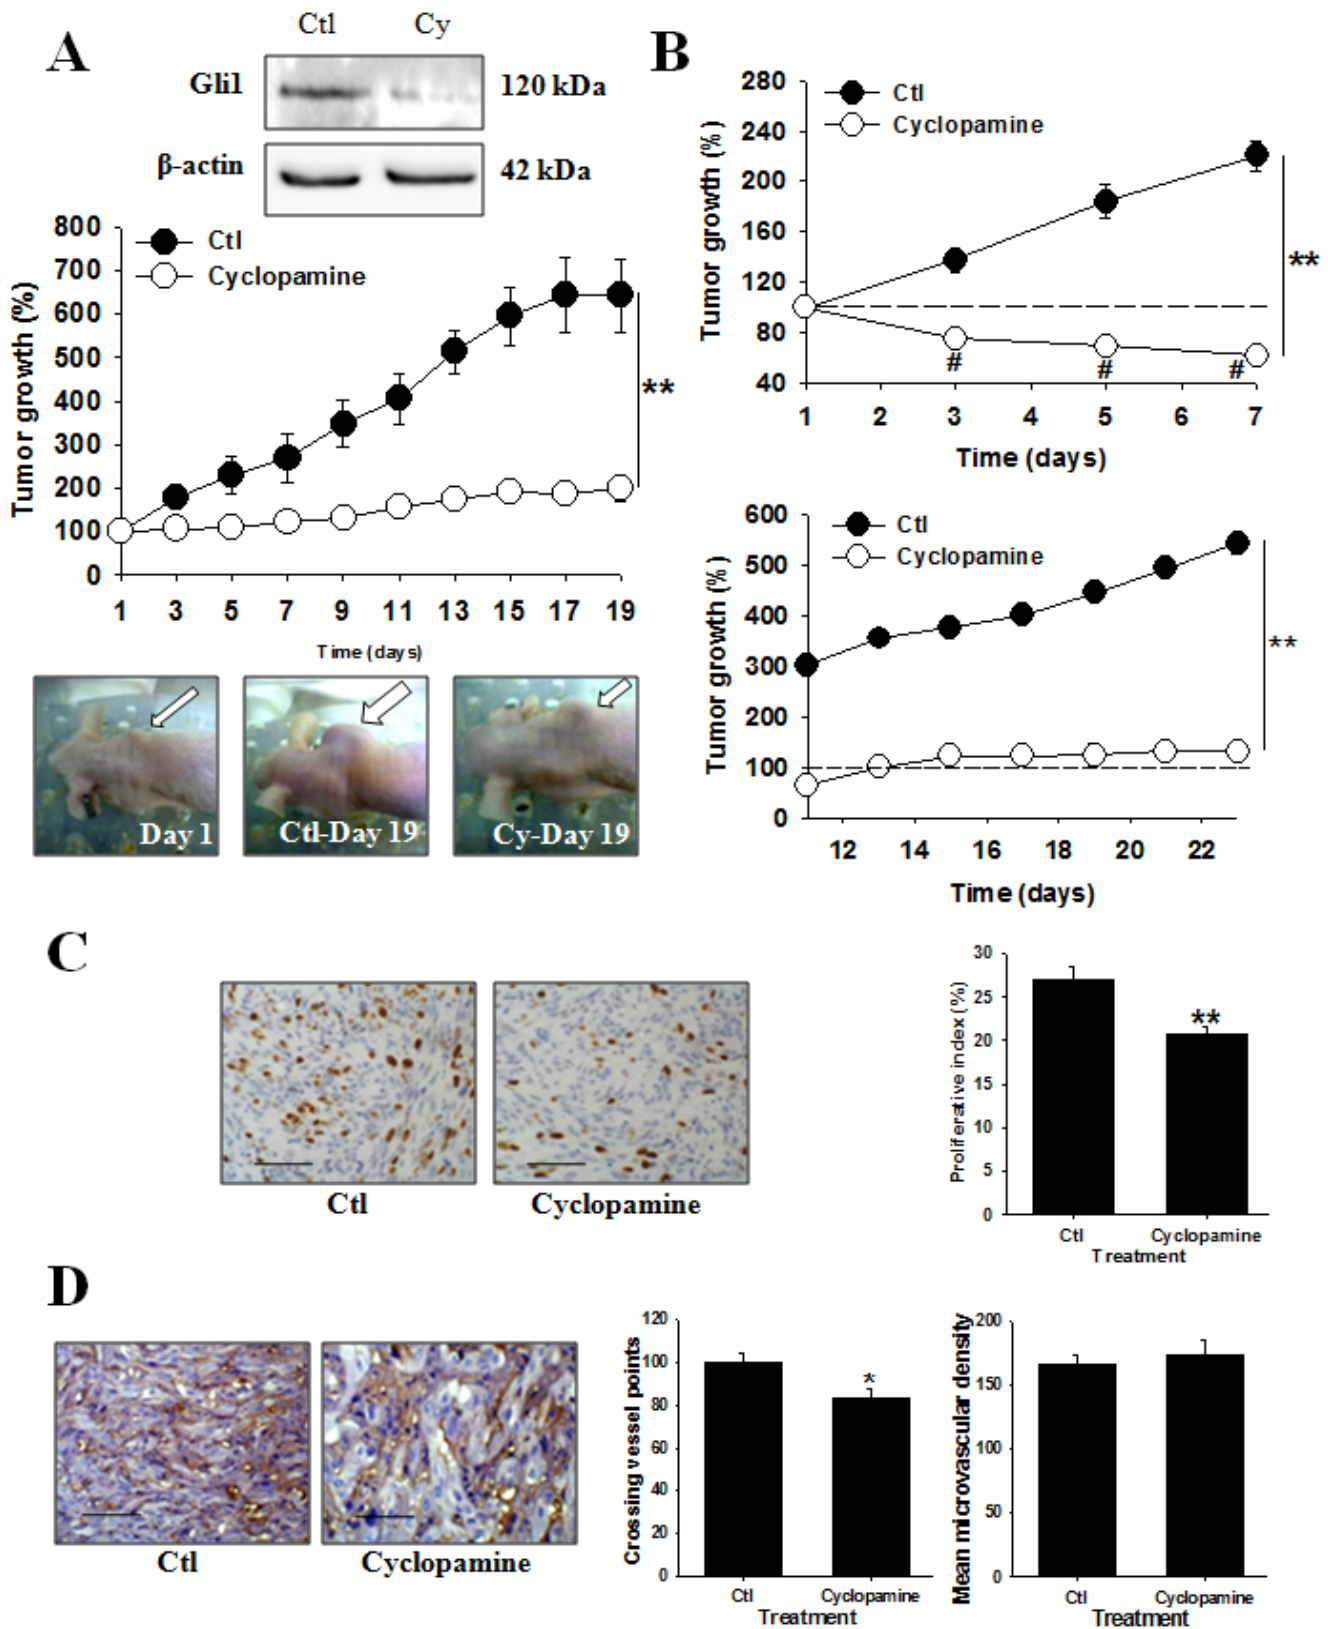 A
Ctl Cy
Gli1 120 kDa
β-actin 42 kDa
Ctl
Cyclopamine
Tumor growth (%)
800
700
600
500
400
300
200
100
0
**
1 3 5 7 9 11 13 15 17 19
Time (days)
Day 1
Ctl-Day 19
Cy-Day 19
B
Ctl
Cyclopamine
Tumor growth (%)
280
240
200
160
120
80
40
# # #
**
1 2 3 4 5 6 7
Time (days)
Ctl
Cyclopamine
Tumor growth (%)
600
500
400
300
200
100
0
**
12 14 16 18 20 22
Time (days)
C
Ctl
Cyclopamine
Proliferative index (%)
30
25
20
15
10
5
0
**
Ctl Cyclopamine
Treatment
D
Ctl
Cyclopamine
Crossing vessel points
120
100
80
60
40
20
0
*
Ctl Cyclopamine
Treatment
Mean microvascular density
200
150
100
50
0
Ctl Cyclopamine
Treatment